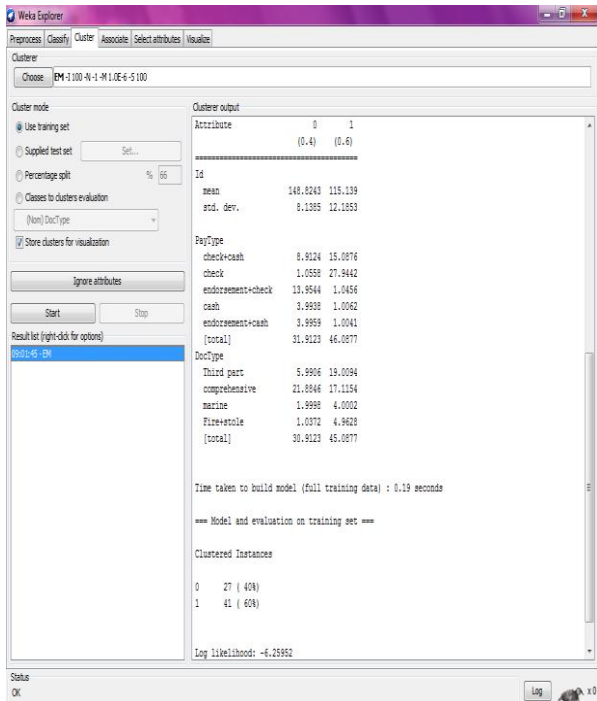 Weka Explorer
Preprocess Classify Cluster Associate Select attributes Visualize
Clusterer
Choose EM -I 100 -N -1 -M 1.0E-6 -S 100
Cluster mode
Use training set
Supplied test set Set...
Percentage split % 66
Classes to clusters evaluation
(Nom) DocType
Store clusters for visualization
Ignore attributes
Start Stop
Result list (right-click for options)
09:01:45 - EM
Clusterer output
Attribute 0 1
(0.4) (0.6)
======================================
Id
mean 148.8243 115.139
std. dev. 8.1385 12.1853
PayType
check+cash 8.9124 15.0876
check 1.0558 27.9442
endorsement+check 13.9544 1.0456
cash 3.9938 1.0062
endorsement+cash 3.9959 1.0041
[total] 31.9123 46.0877
DocType
Third part 5.9906 19.0094
comprehensive 21.8846 17.1154
marine 1.9998 4.0002
Fire+stole 1.0372 4.9628
[total] 30.9123 45.0877
Time taken to build model (full training data) : 0.19 seconds
=== Model and evaluation on training set ===
Clustered Instances
0 27 ( 40%)
1 41 ( 60%)
Log likelihood: -6.25952
Status
OK
Log
x 0